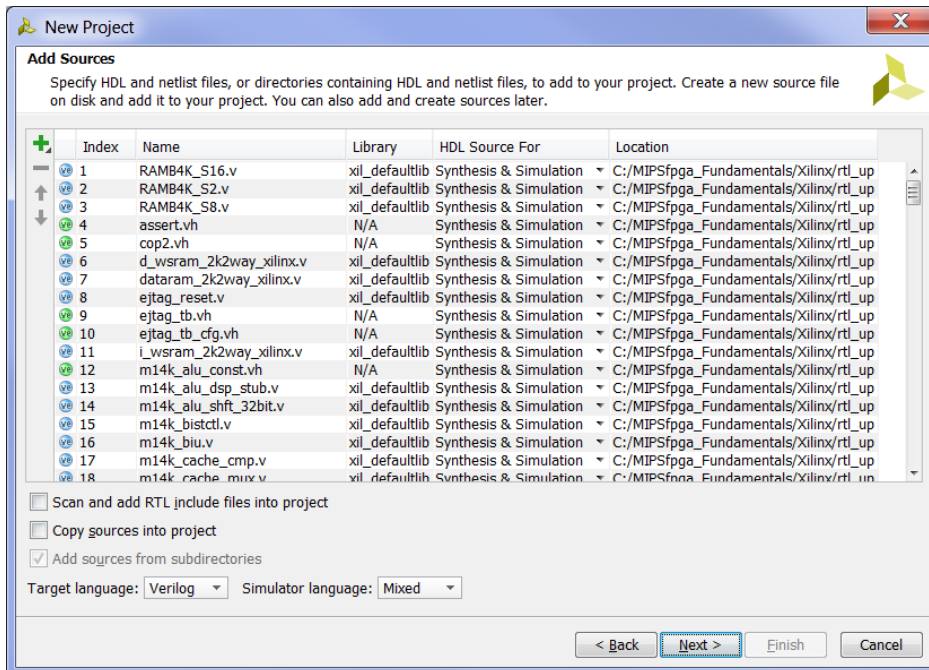 New Project
Add Sources
Specify HDL and netlist files, or directories containing HDL and netlist files, to add to your project. Create a new source file
on disk and add it to your project. You can also add and create sources later.
Index Name Library HDL Source For Location
1 RAMB4K_S16.v xil_defaultlib Synthesis & Simulation C:/MIPSfpga_Fundamentals/Xilinx/rtl_up
2 RAMB4K_S2.v xil_defaultlib Synthesis & Simulation C:/MIPSfpga_Fundamentals/Xilinx/rtl_up
3 RAMB4K_S8.v xil_defaultlib Synthesis & Simulation C:/MIPSfpga_Fundamentals/Xilinx/rtl_up
4 assert.vh N/A Synthesis & Simulation C:/MIPSfpga_Fundamentals/Xilinx/rtl_up
5 cop2.vh N/A Synthesis & Simulation C:/MIPSfpga_Fundamentals/Xilinx/rtl_up
6 d_wsram_2k2way_xilinx.v xil_defaultlib Synthesis & Simulation C:/MIPSfpga_Fundamentals/Xilinx/rtl_up
7 dataram_2k2way_xilinx.v xil_defaultlib Synthesis & Simulation C:/MIPSfpga_Fundamentals/Xilinx/rtl_up
8 ejtag_reset.v xil_defaultlib Synthesis & Simulation C:/MIPSfpga_Fundamentals/Xilinx/rtl_up
9 ejtag_tb.vh N/A Synthesis & Simulation C:/MIPSfpga_Fundamentals/Xilinx/rtl_up
10 ejtag_tb_cfg.vh N/A Synthesis & Simulation C:/MIPSfpga_Fundamentals/Xilinx/rtl_up
11 i_wsram_2k2way_xilinx.v xil_defaultlib Synthesis & Simulation C:/MIPSfpga_Fundamentals/Xilinx/rtl_up
12 m14k_alu_const.vh N/A Synthesis & Simulation C:/MIPSfpga_Fundamentals/Xilinx/rtl_up
13 m14k_alu_dsp_stub.v xil_defaultlib Synthesis & Simulation C:/MIPSfpga_Fundamentals/Xilinx/rtl_up
14 m14k_alu_shft_32bit.v xil_defaultlib Synthesis & Simulation C:/MIPSfpga_Fundamentals/Xilinx/rtl_up
15 m14k_bistctl.v xil_defaultlib Synthesis & Simulation C:/MIPSfpga_Fundamentals/Xilinx/rtl_up
16 m14k_biu.v xil_defaultlib Synthesis & Simulation C:/MIPSfpga_Fundamentals/Xilinx/rtl_up
17 m14k_cache_cmp.v xil_defaultlib Synthesis & Simulation C:/MIPSfpga_Fundamentals/Xilinx/rtl_up
18 m14k_cache_mux.v xil_defaultlib Synthesis & Simulation C:/MIPSfpga_Fundamentals/Xilinx/rtl_up
Scan and add RTL include files into project
Copy sources into project
Add sources from subdirectories
Target language: Verilog Simulator language: Mixed
< Back Next > Finish Cancel